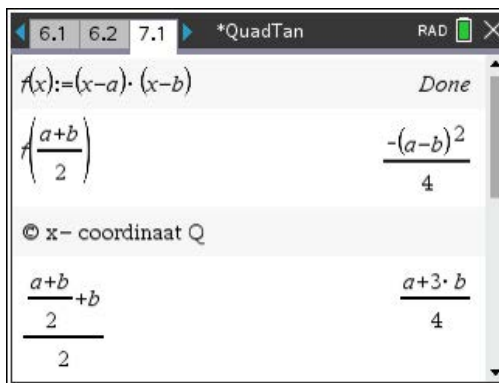 6.1 6.2 7.1 *QuadTan RAD
f(x):=(x-a)·(x-b) Done
f((a+b)/2) -(a-b)²/4
© x- coordinaat Q
((a+b)/2+b)/2 (a+3·b)/4